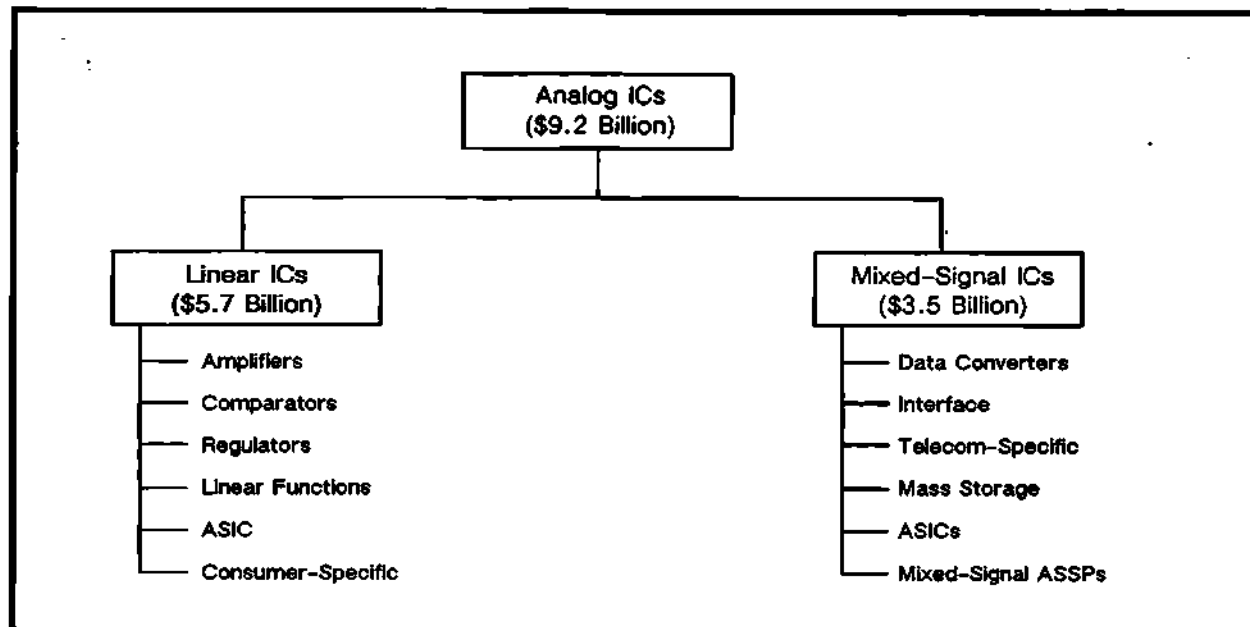 Analog ICs
($9.2 Billion)
Linear ICs
($5.7 Billion)
Amplifiers
Comparators
Regulators
Linear Functions
ASIC
Consumer-Specific
Mixed-Signal ICs
($3.5 Billion)
Data Converters
Interface
Telecom-Specific
Mass Storage
ASICs
Mixed-Signal ASSPs